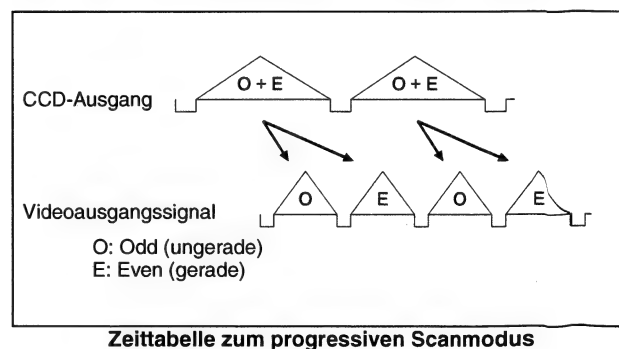 CCD-Ausgang
O + E
O + E
Videoausgangssignal
O
E
O
E
O: Odd (ungerade)
E: Even (gerade)
Zeittabelle zum progressiven Scanmodus